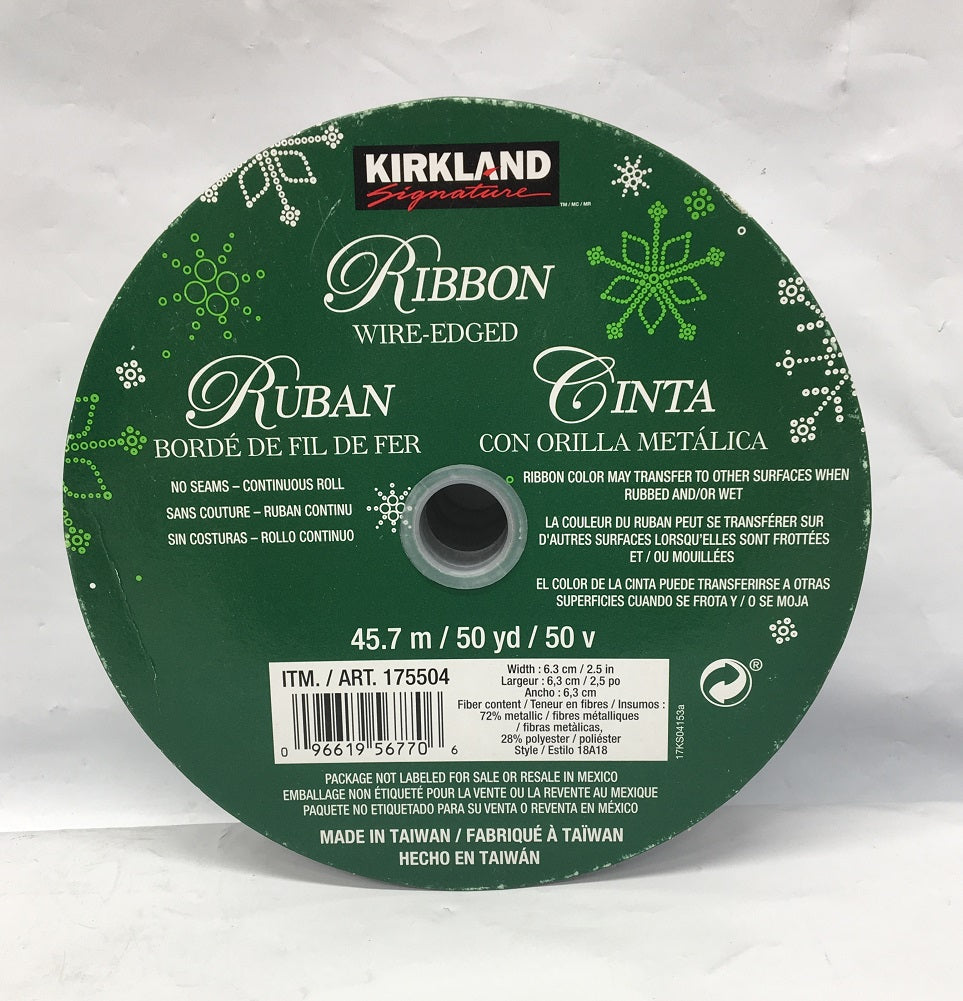 KIRKLAND
Signature
™ / MC / MR
RIBBON
WIRE-EDGED
RUBAN
BORDÉ DE FIL DE FER
CINTA
CON ORILLA METÁLICA
NO SEAMS – CONTINUOUS ROLL
SANS COUTURE – RUBAN CONTINU
SIN COSTURAS – ROLLO CONTINUO
RIBBON COLOR MAY TRANSFER TO OTHER SURFACES WHEN
RUBBED AND/OR WET
LA COULEUR DU RUBAN PEUT SE TRANSFÉRER SUR
D'AUTRES SURFACES LORSQU'ELLES SONT FROTTÉES
ET / OU MOUILLÉES
EL COLOR DE LA CINTA PUEDE TRANSFERIRSE A OTRAS
SUPERFICIES CUANDO SE FROTA Y / O SE MOJA
45.7 m / 50 yd / 50 v
ITM. / ART. 175504
0 96619 56770 6
Width : 6.3 cm / 2.5 in
Largeur : 6,3 cm / 2,5 po
Ancho : 6,3 cm
Fiber content / Teneur en fibres / Insumos :
72% metallic / fibres métalliques
/ fibras metàlicas,
28% polyester / poliéster
Style / Estilo 18A18
17KS04153a
®
PACKAGE NOT LABELED FOR SALE OR RESALE IN MEXICO
EMBALLAGE NON ÉTIQUETÉ POUR LA VENTE OU LA REVENTE AU MEXIQUE
PAQUETE NO ETIQUETADO PARA SU VENTA O REVENTA EN MÉXICO
MADE IN TAIWAN / FABRIQUÉ À TAÏWAN
HECHO EN TAIWÁN